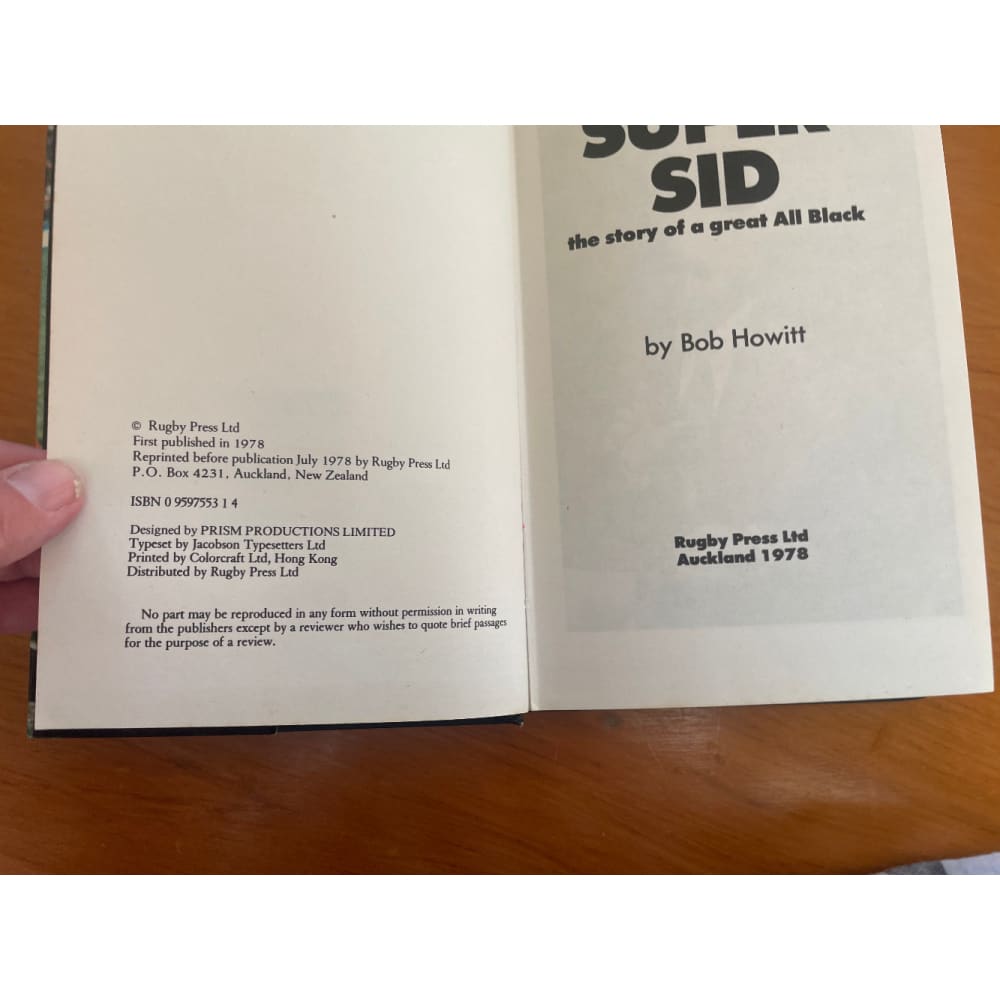 © Rugby Press Ltd
First published in 1978
Reprinted before publication July 1978 by Rugby Press Ltd
P.O. Box 4231, Auckland, New Zealand
ISBN 0 9597553 1 4
Designed by PRISM PRODUCTIONS LIMITED
Typeset by Jacobson Typesetters Ltd
Printed by Colorcraft Ltd, Hong Kong
Distributed by Rugby Press Ltd
No part may be reproduced in any form without permission in writing
from the publishers except by a reviewer who wishes to quote brief passages
for the purpose of a review.
SUPER
SID
the story of a great All Black
by Bob Howitt
Rugby Press Ltd
Auckland 1978